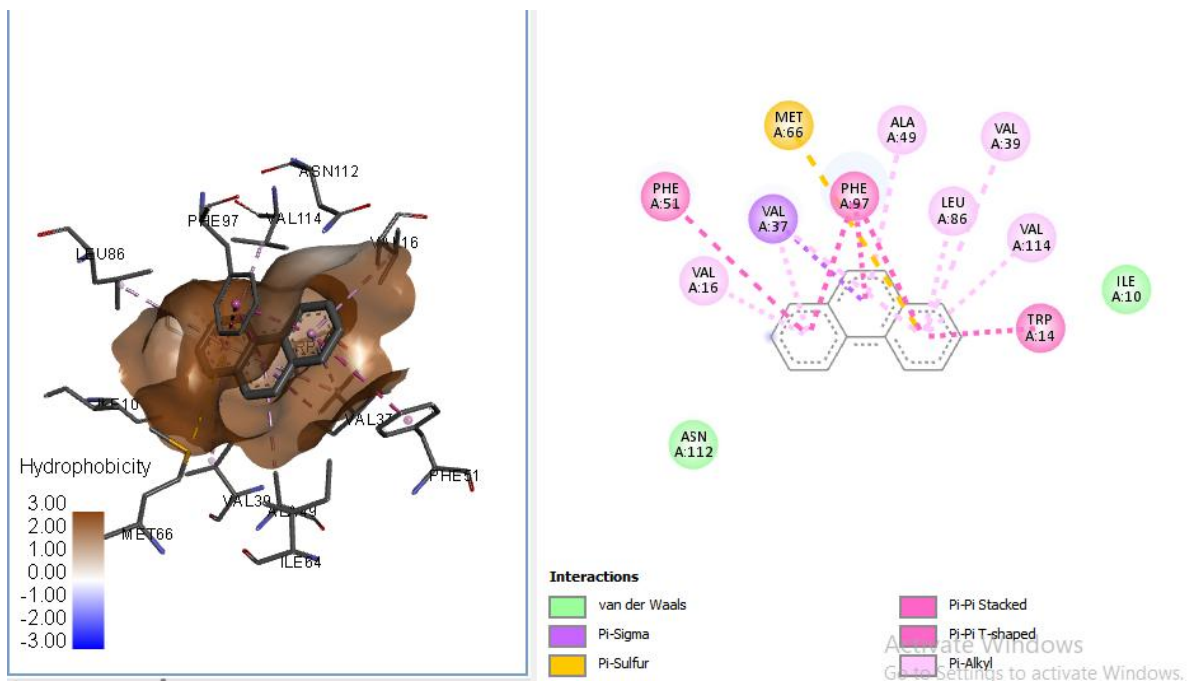 ASN112
PHE97
VAL114
VAL16
LEU86
ILE10
VAL37
PHE51
Hydrophobicity
3.00
2.00
1.00
0.00
-1.00
-2.00
-3.00
MET66
VAL39
ALA49
ILE64
MET
A:66
ALA
A:49
VAL
A:39
PHE
A:51
VAL
A:37
PHE
A:97
LEU
A:86
VAL
A:114
VAL
A:16
ILE
A:10
TRP
A:14
ASN
A:112
Interactions
van der Waals
Pi-Sigma
Pi-Sulfur
Pi-Pi Stacked
Pi-Pi T-shaped
Pi-Alkyl
Activate Windows
Go to Settings to activate Windows.